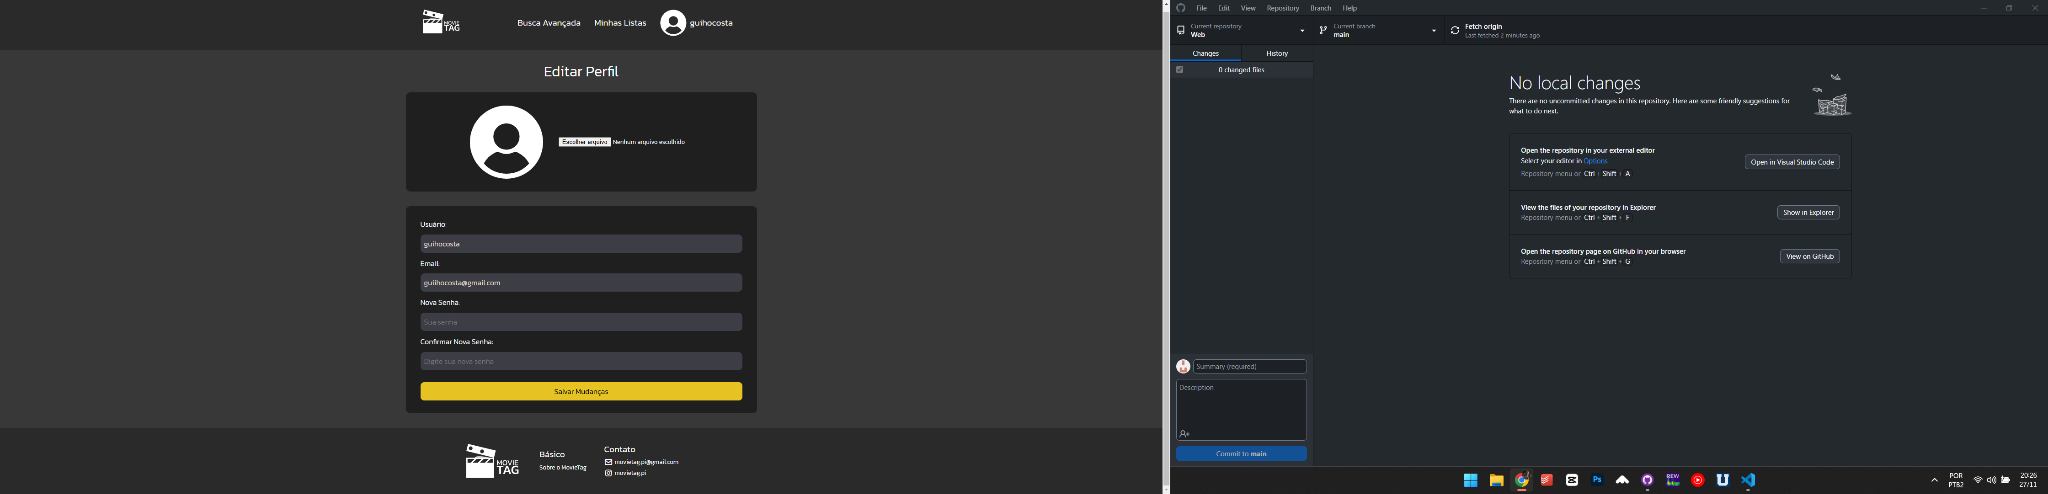 MOVIE
TAG
Busca Avançada
Minhas Listas
guihocosta
Editar Perfil
Escolher arquivo Nenhum arquivo escolhido
Usuário:
guihocosta
Email:
guiihocosta@gmail.com
Nova Senha:
Sua senha
Confirmar Nova Senha:
Digite sua nova senha
Salvar Mudanças
MOVIE
TAG
Básico
Sobre o MovieTag
Contato
movietag.pi@gmail.com
movietag.pi
File Edit View Repository Branch Help
Current repository
Web
Current branch
main
Fetch origin
Last fetched 2 minutes ago
Changes
History
0 changed files
No local changes
There are no uncommitted changes in this repository. Here are some friendly suggestions for
what to do next.
Open the repository in your external editor
Select your editor in Options
Repository menu or Ctrl + Shift + A
Open in Visual Studio Code
View the files of your repository in Explorer
Repository menu or Ctrl + Shift + F
Show in Explorer
Open the repository page on GitHub in your browser
Repository menu or Ctrl + Shift + G
View on GitHub
Summary (required)
Description
Commit to main
Ps
POR
PTB2
20:26
27/11